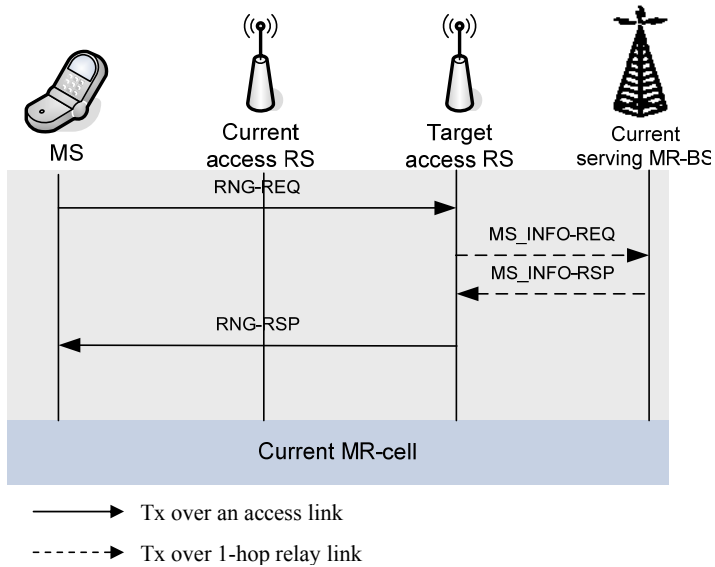 MS
Current
access RS
Target
access RS
Current
serving MR-BS
RNG-REQ
MS_INFO-REQ
MS_INFO-RSP
RNG-RSP
Current MR-cell
Tx over an access link
Tx over 1-hop relay link